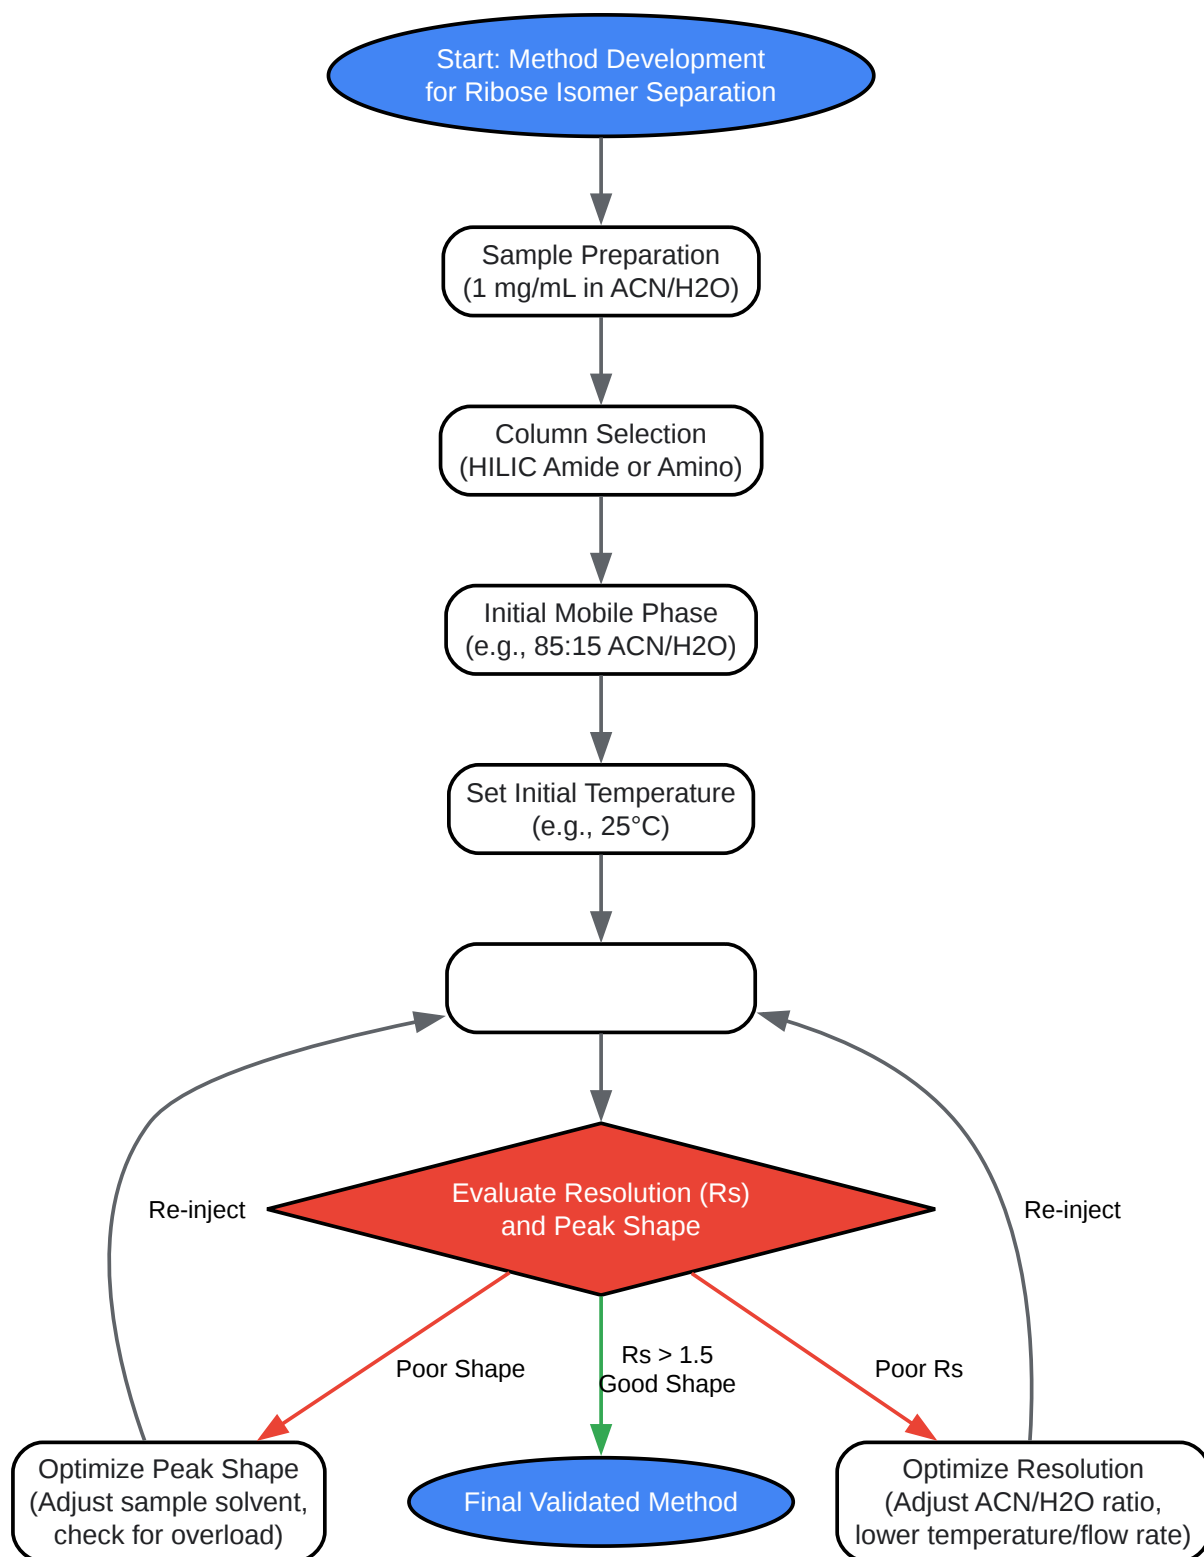 Start: Method Development
for Ribose Isomer Separation
Sample Preparation
(1 mg/mL in ACN/H2O)
Column Selection
(HILIC Amide or Amino)
Initial Mobile Phase
(e.g., 85:15 ACN/H2O)
Set Initial Temperature
(e.g., 25°C)
Evaluate Resolution (Rs)
and Peak Shape
Re-inject
Re-inject
Poor Shape
Rs > 1.5
Good Shape
Poor Rs
Optimize Peak Shape
(Adjust sample solvent,
check for overload)
Final Validated Method
Optimize Resolution
(Adjust ACN/H2O ratio,
lower temperature/flow rate)